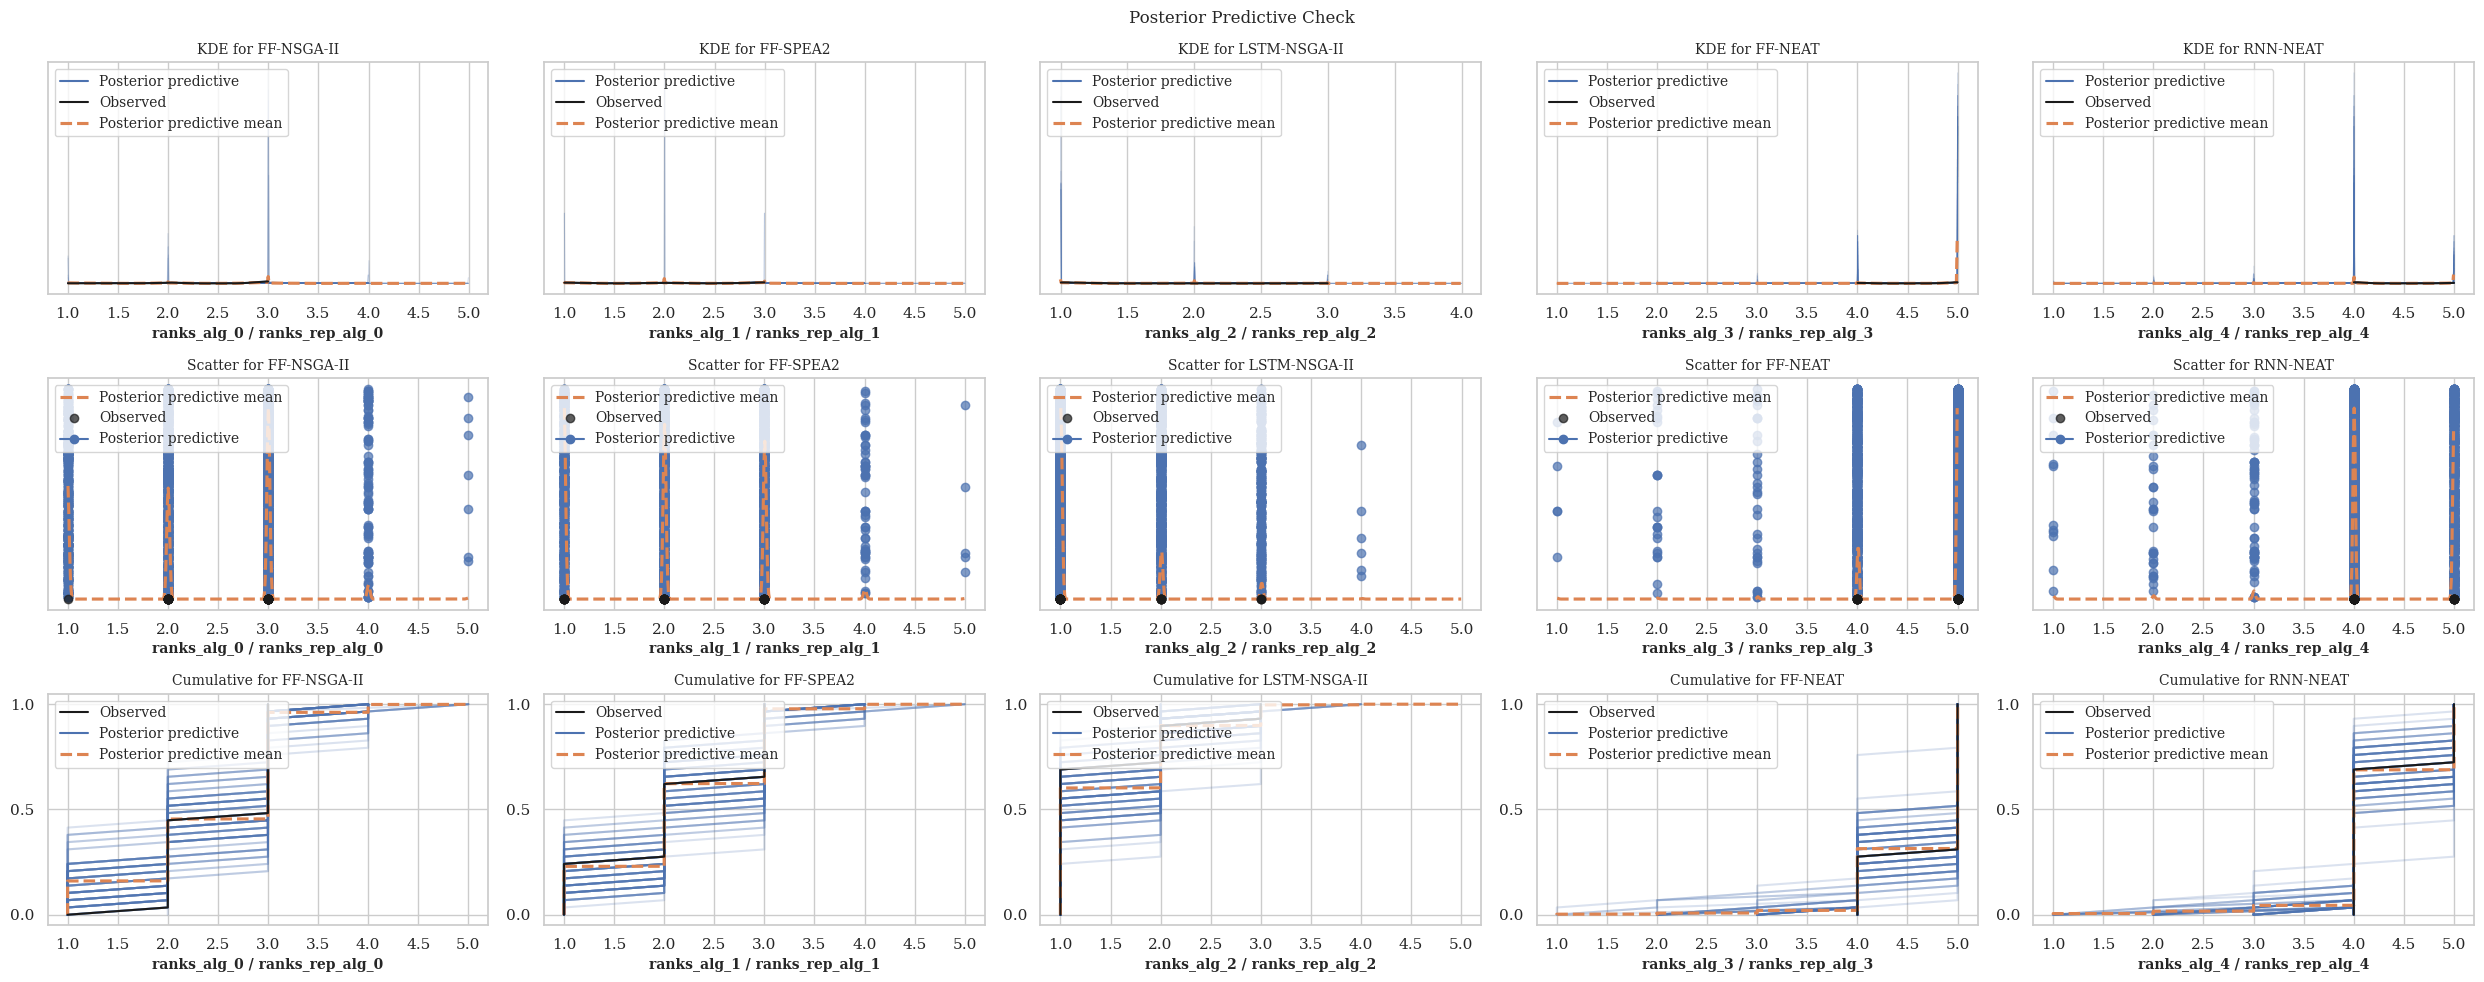 Posterior Predictive Check
KDE for FF-NSGA-II
Posterior predictive
Observed
Posterior predictive mean
1.0 1.5 2.0 2.5 3.0 3.5 4.0 4.5 5.0
ranks_alg_0 / ranks_rep_alg_0
KDE for FF-SPEA2
Posterior predictive
Observed
Posterior predictive mean
1.0 1.5 2.0 2.5 3.0 3.5 4.0 4.5 5.0
ranks_alg_1 / ranks_rep_alg_1
KDE for LSTM-NSGA-II
Posterior predictive
Observed
Posterior predictive mean
1.0 1.5 2.0 2.5 3.0 3.5 4.0
ranks_alg_2 / ranks_rep_alg_2
KDE for FF-NEAT
Posterior predictive
Observed
Posterior predictive mean
1.0 1.5 2.0 2.5 3.0 3.5 4.0 4.5 5.0
ranks_alg_3 / ranks_rep_alg_3
KDE for RNN-NEAT
Posterior predictive
Observed
Posterior predictive mean
1.0 1.5 2.0 2.5 3.0 3.5 4.0 4.5 5.0
ranks_alg_4 / ranks_rep_alg_4
Scatter for FF-NSGA-II
Posterior predictive mean
Observed
Posterior predictive
1.0 1.5 2.0 2.5 3.0 3.5 4.0 4.5 5.0
ranks_alg_0 / ranks_rep_alg_0
Scatter for FF-SPEA2
Posterior predictive mean
Observed
Posterior predictive
1.0 1.5 2.0 2.5 3.0 3.5 4.0 4.5 5.0
ranks_alg_1 / ranks_rep_alg_1
Scatter for LSTM-NSGA-II
Posterior predictive mean
Observed
Posterior predictive
1.0 1.5 2.0 2.5 3.0 3.5 4.0 4.5 5.0
ranks_alg_2 / ranks_rep_alg_2
Scatter for FF-NEAT
Posterior predictive mean
Observed
Posterior predictive
1.0 1.5 2.0 2.5 3.0 3.5 4.0 4.5 5.0
ranks_alg_3 / ranks_rep_alg_3
Scatter for RNN-NEAT
Posterior predictive mean
Observed
Posterior predictive
1.0 1.5 2.0 2.5 3.0 3.5 4.0 4.5 5.0
ranks_alg_4 / ranks_rep_alg_4
Cumulative for FF-NSGA-II
Observed
Posterior predictive
Posterior predictive mean
1.0
0.5
0.0
1.0 1.5 2.0 2.5 3.0 3.5 4.0 4.5 5.0
ranks_alg_0 / ranks_rep_alg_0
Cumulative for FF-SPEA2
Observed
Posterior predictive
Posterior predictive mean
1.0
0.5
0.0
1.0 1.5 2.0 2.5 3.0 3.5 4.0 4.5 5.0
ranks_alg_1 / ranks_rep_alg_1
Cumulative for LSTM-NSGA-II
Observed
Posterior predictive
Posterior predictive mean
1.0
0.5
0.0
1.0 1.5 2.0 2.5 3.0 3.5 4.0 4.5 5.0
ranks_alg_2 / ranks_rep_alg_2
Cumulative for FF-NEAT
Observed
Posterior predictive
Posterior predictive mean
1.0
0.5
0.0
1.0 1.5 2.0 2.5 3.0 3.5 4.0 4.5 5.0
ranks_alg_3 / ranks_rep_alg_3
Cumulative for RNN-NEAT
Observed
Posterior predictive
Posterior predictive mean
1.0
0.5
0.0
1.0 1.5 2.0 2.5 3.0 3.5 4.0 4.5 5.0
ranks_alg_4 / ranks_rep_alg_4